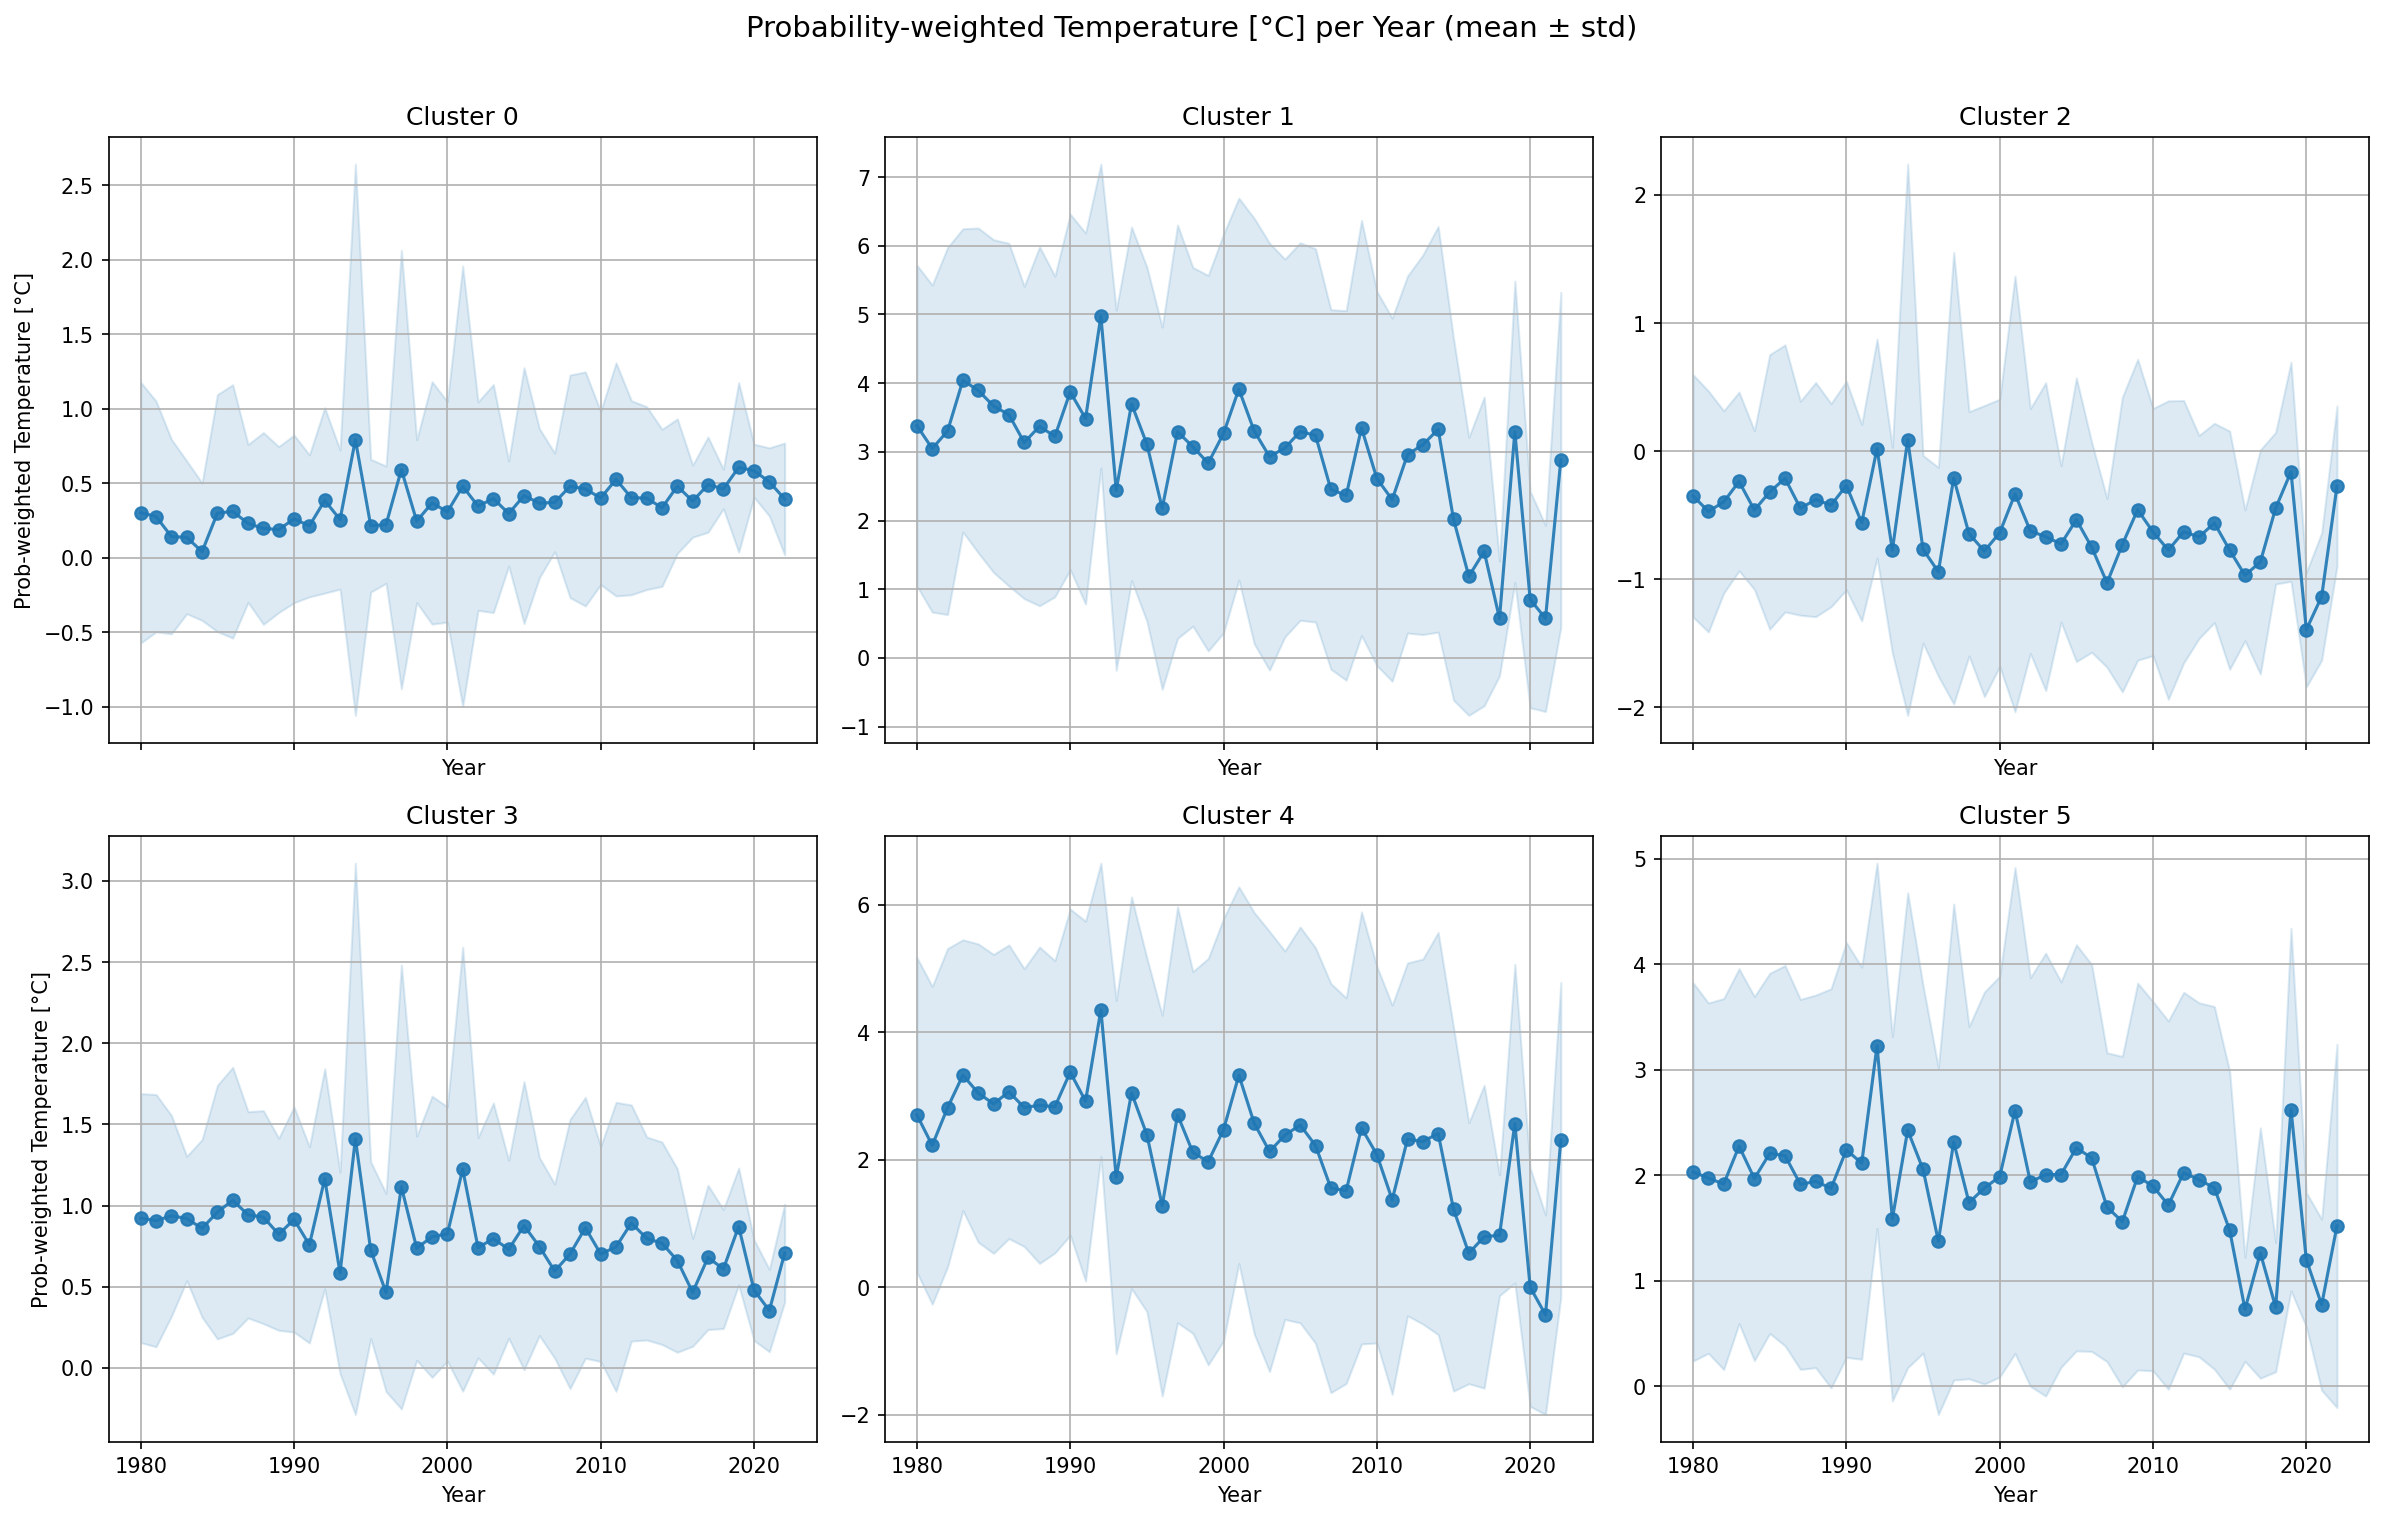 Probability-weighted Temperature [°C] per Year (mean ± std)
Cluster 0
Cluster 1
Cluster 2
2.5
2.0
1.5
1.0
0.5
0.0
−0.5
−1.0
Prob-weighted Temperature [°C]
Year
7
6
5
4
3
2
1
0
−1
Year
2
1
0
−1
−2
Year
Cluster 3
Cluster 4
Cluster 5
3.0
2.5
2.0
1.5
1.0
0.5
0.0
Prob-weighted Temperature [°C]
1980 1990 2000 2010 2020
Year
6
4
2
0
−2
1980 1990 2000 2010 2020
Year
5
4
3
2
1
0
1980 1990 2000 2010 2020
Year